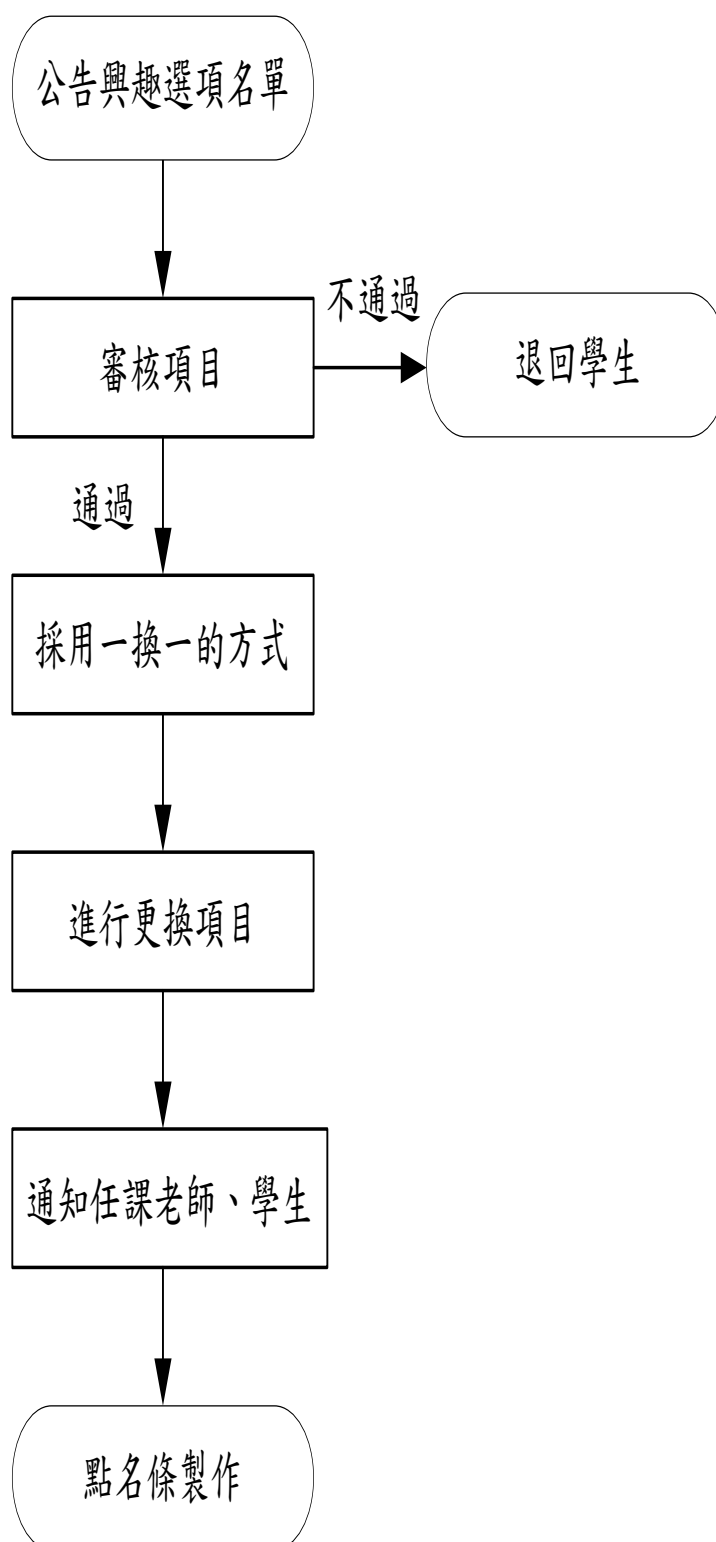 公告興趣選項名單
不通過
審核項目
退回學生
通過
採用一換一的方式
進行更換項目
通知任課老師、學生
點名條製作